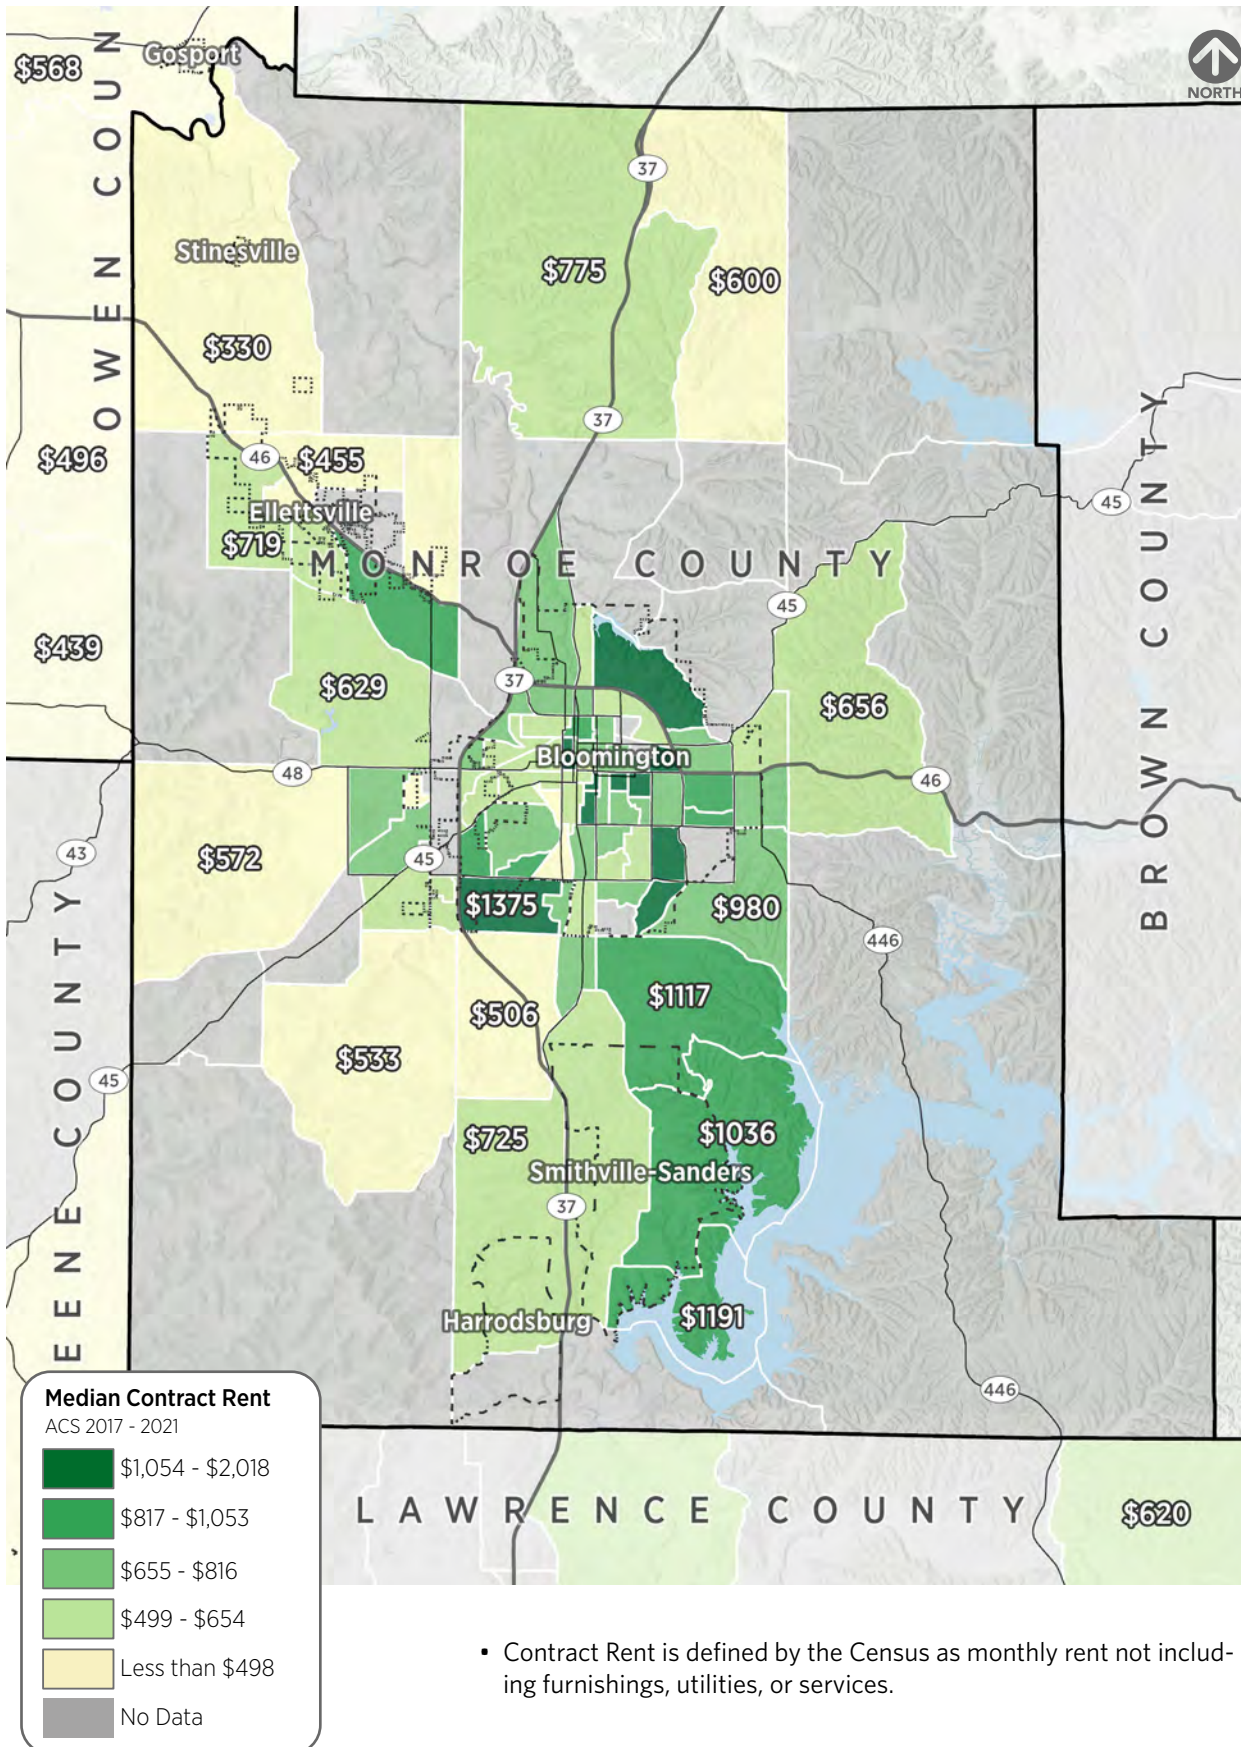 Gosport
$568
NORTH
OWEN COUN
37
Stinesville
$775
$600
$330
37
$496
46
$455
45
Ellettsville
$719
MONROE COUNTY
45
BROWN COUNTY
$439
37
$629
$656
Bloomington
48
46
43
$572
45
$1375
$980
446
$1117
$506
$533
45
EENE COUNTY
$725
$1036
Smithville-Sanders
37
$1191
Harrodsburg
446
LAWRENCE COUNTY
$620
Median Contract Rent
ACS 2017 - 2021
$1,054 - $2,018
$817 - $1,053
$655 - $816
$499 - $654
Less than $498
No Data
• Contract Rent is defined by the Census as monthly rent not includ-
ing furnishings, utilities, or services.